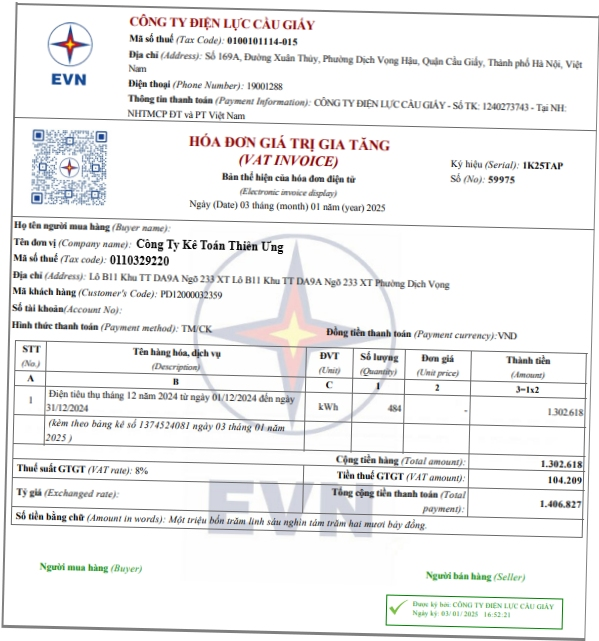 CÔNG TY ĐIỆN LỰC CẦU GIẤY
Mã số thuế (Tax Code): 0100101114-015
Địa chỉ (Address): Số 169A, Đường Xuân Thủy, Phường Dịch Vọng Hậu, Quận Cầu Giấy, Thành phố Hà Nội, Việt
Nam
EVN
Điện thoại (Phone Number): 19001288
Thông tin thanh toán (Payment Information): CÔNG TY ĐIỆN LỰC CẦU GIẤY - Số TK: 1240273743 - Tại NH:
NHTMCP ĐT và PT Việt Nam
HÓA ĐƠN GIÁ TRỊ GIA TĂNG
(VAT INVOICE)
Ký hiệu (Serial): 1K25TAP
Bản thể hiện của hóa đơn điện tử
Số (No): 59975
(Electronic invoice display)
Ngày (Date) 03 tháng (month) 01 năm (year) 2025
Họ tên người mua hàng (Buyer name):
Tên đơn vị (Company name): Công Ty Kế Toán Thiên Ưng
Mã số thuế (Tax code): 0110329220
Địa chỉ (Address): Lô B11 Khu TT DA9A Ngõ 233 XT Lô B11 Khu TT DA9A Ngõ 233 XT Phường Dịch Vọng
Mã khách hàng (Customer's Code): PD12000032359
Số tài khoản(Account No):
Hình thức thanh toán (Payment method): TM/CK Đồng tiền thanh toán (Payment currency):VND
STT Tên hàng hóa, dịch vụ ĐVT Số lượng Đơn giá Thành tiền
(No.) (Description) (Unit) (Quantity) (Unit price) (Amount)
A B C 1 2 3=1x2
1 Điện tiêu thụ tháng 12 năm 2024 từ ngày 01/12/2024 đến ngày
31/12/2024 kWh 484 - 1.302.618
(kèm theo bảng kê số 1374524081 ngày 03 tháng 01 năm
2025 )
Cộng tiền hàng (Total amount): 1.302.618
Thuế suất GTGT (VAT rate): 8% Tiền thuế GTGT (VAT amount): 104.209
Tỷ giá (Exchanged rate): Tổng cộng tiền thanh toán (Total
payment): 1.406.827
Số tiền bằng chữ (Amount in words): Một triệu bốn trăm linh sáu nghìn tám trăm hai mươi bảy đồng.
EVN
Người mua hàng (Buyer) Người bán hàng (Seller)
Được ký bởi: CÔNG TY ĐIỆN LỰC CẦU GIẤY
Ngày ký: 03/01/2025 16:52:21